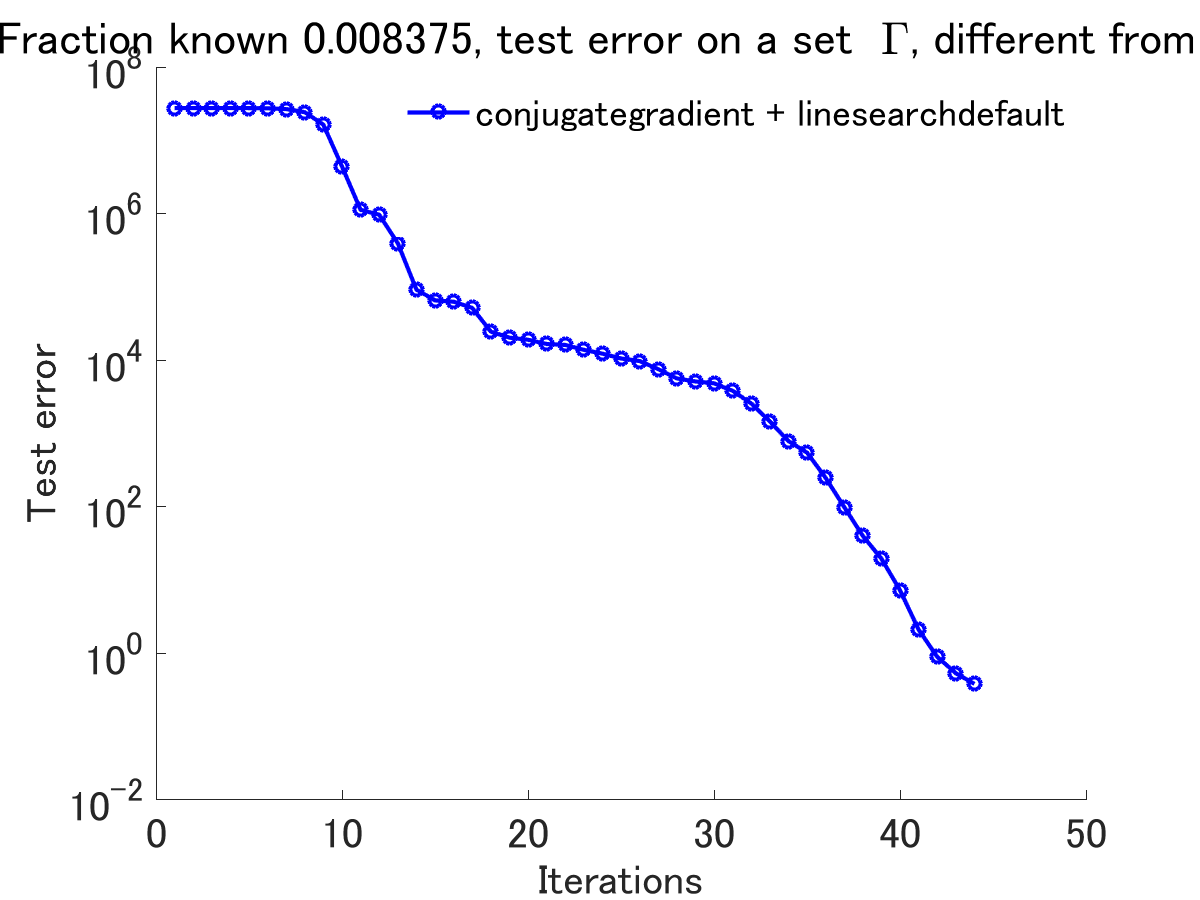 Fraction known 0.008375, test error on a set Γ, different from
10^8
conjugategradient + linesearchdefault
10^6
10^4
10^2
10^0
10^−2
Test error
0 10 20 30 40 50
Iterations